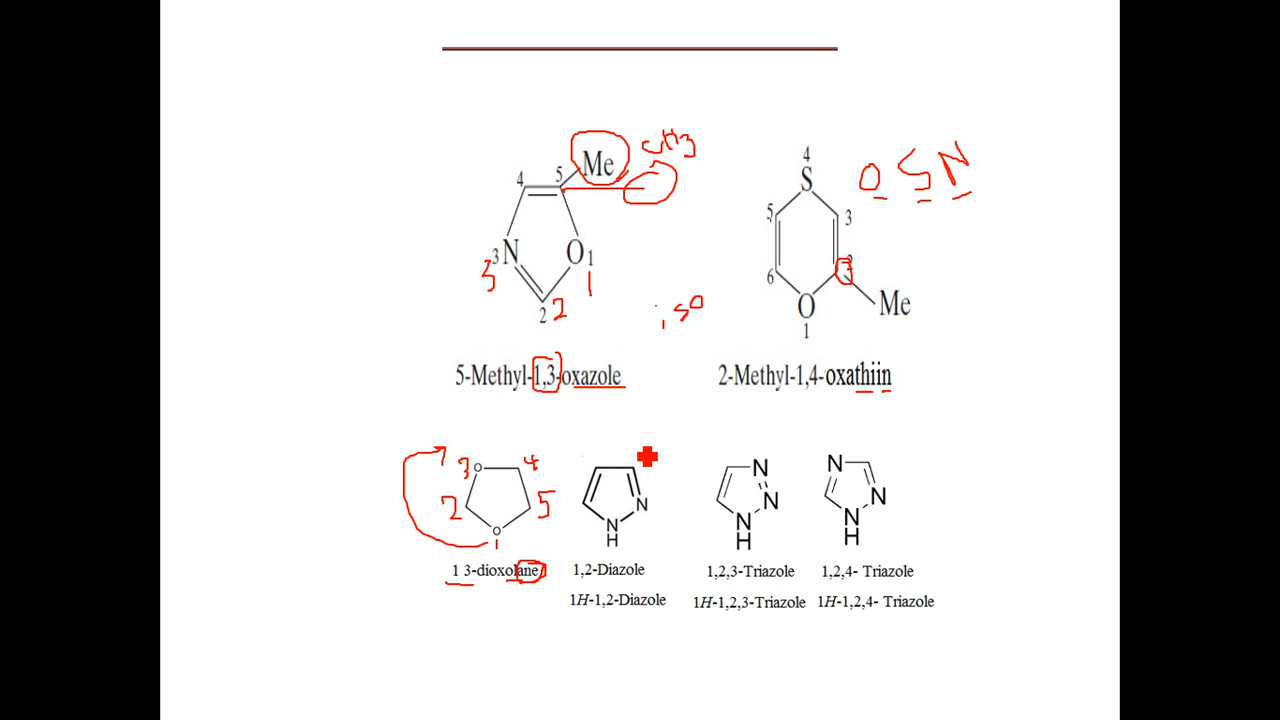 Me CH3
4 5
3 N O 1
3 1
2 2
iso
5-Methyl-1,3-oxazole
4
S
O S N
5 3
6 2
O Me
1
2-Methyl-1,4-oxathiin
3 O 4
2 5
O
1
1 3-dioxolane
N
N
H
1,2-Diazole
1H-1,2-Diazole
N
N
N
H
1,2,3-Triazole
1H-1,2,3-Triazole
N
N
N
H
1,2,4- Triazole
1H-1,2,4- Triazole